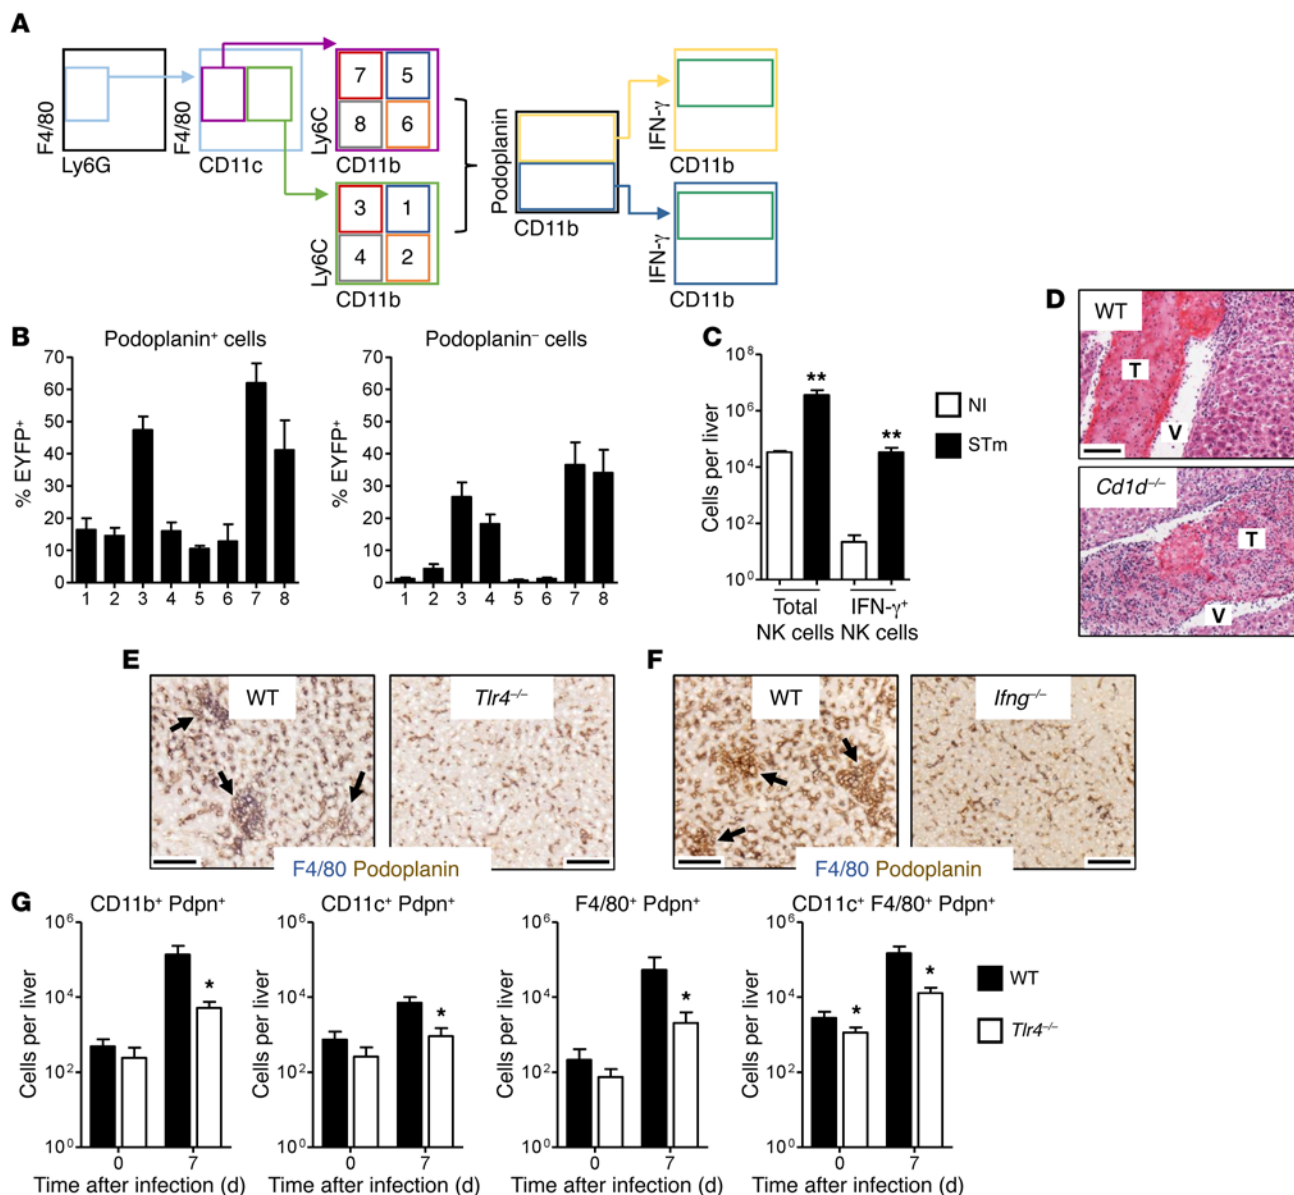 A
F4/80
Ly6G
F4/80
CD11c
Ly6C
7 5
8 6
CD11b
Ly6C
3 1
4 2
CD11b
Podoplanin
CD11b
IFN-γ
CD11b
IFN-γ
CD11b
B
Podoplanin⁺ cells
% EYFP⁺
70
60
50
40
30
20
10
0
1 2 3 4 5 6 7 8
Podoplanin⁻ cells
% EYFP⁺
70
60
50
40
30
20
10
0
1 2 3 4 5 6 7 8
C
Cells per liver
10⁸
10⁶
10⁴
10²
10⁰
**
**
Total
NK cells
IFN-γ⁺
NK cells
NI
STm
D
WT
T
V
Cd1d⁻/⁻
T
V
E
WT
Tlr4⁻/⁻
F4/80 Podoplanin
F
WT
Ifng⁻/⁻
F4/80 Podoplanin
G
CD11b⁺ Pdpn⁺
Cells per liver
10⁶
10⁴
10²
10⁰
*
0 7
Time after infection (d)
CD11c⁺ Pdpn⁺
Cells per liver
10⁶
10⁴
10²
10⁰
*
0 7
Time after infection (d)
F4/80⁺ Pdpn⁺
Cells per liver
10⁶
10⁴
10²
10⁰
*
0 7
Time after infection (d)
CD11c⁺ F4/80⁺ Pdpn⁺
Cells per liver
10⁶
10⁴
10²
10⁰
*
*
0 7
Time after infection (d)
WT
Tlr4⁻/⁻